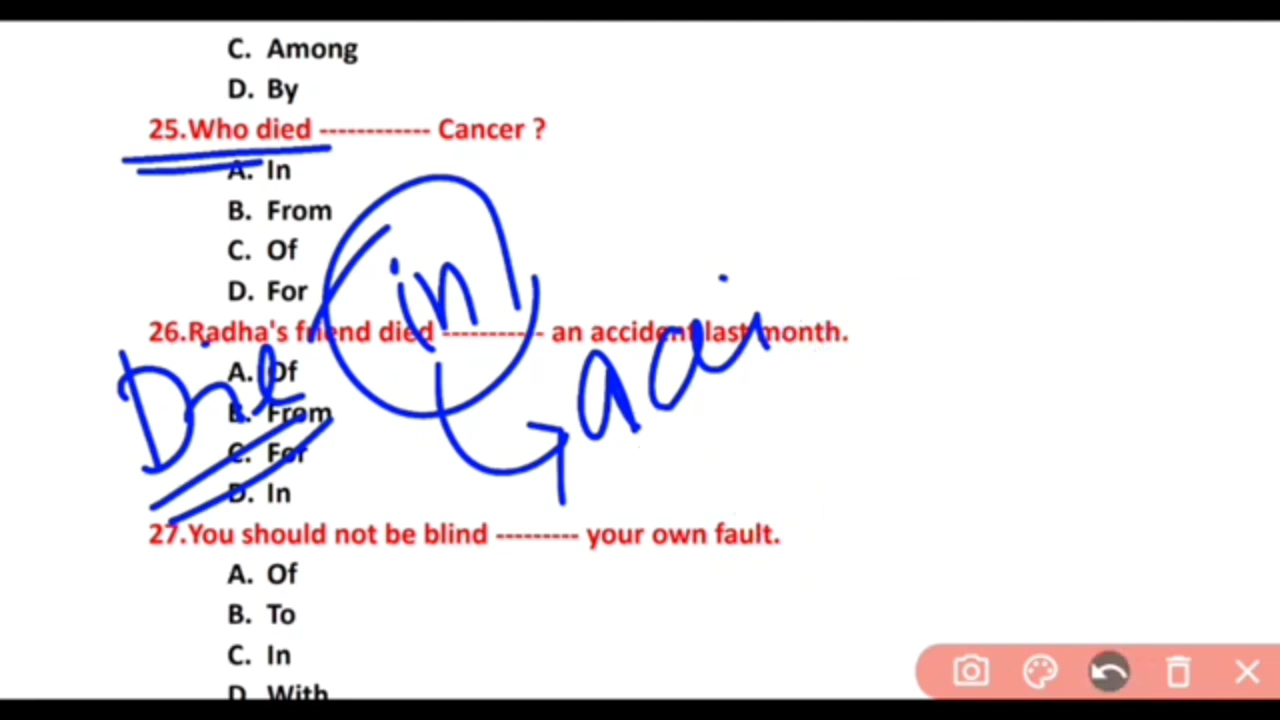 C. Among
D. By
25.Who died ------------ Cancer ?
A. In
B. From
C. Of
D. For
in
26.Radha's friend died ----------- an accident last month.
Die
A. Of
B. From
C. For
D. In
27.You should not be blind --------- your own fault.
A. Of
B. To
C. In
D. With